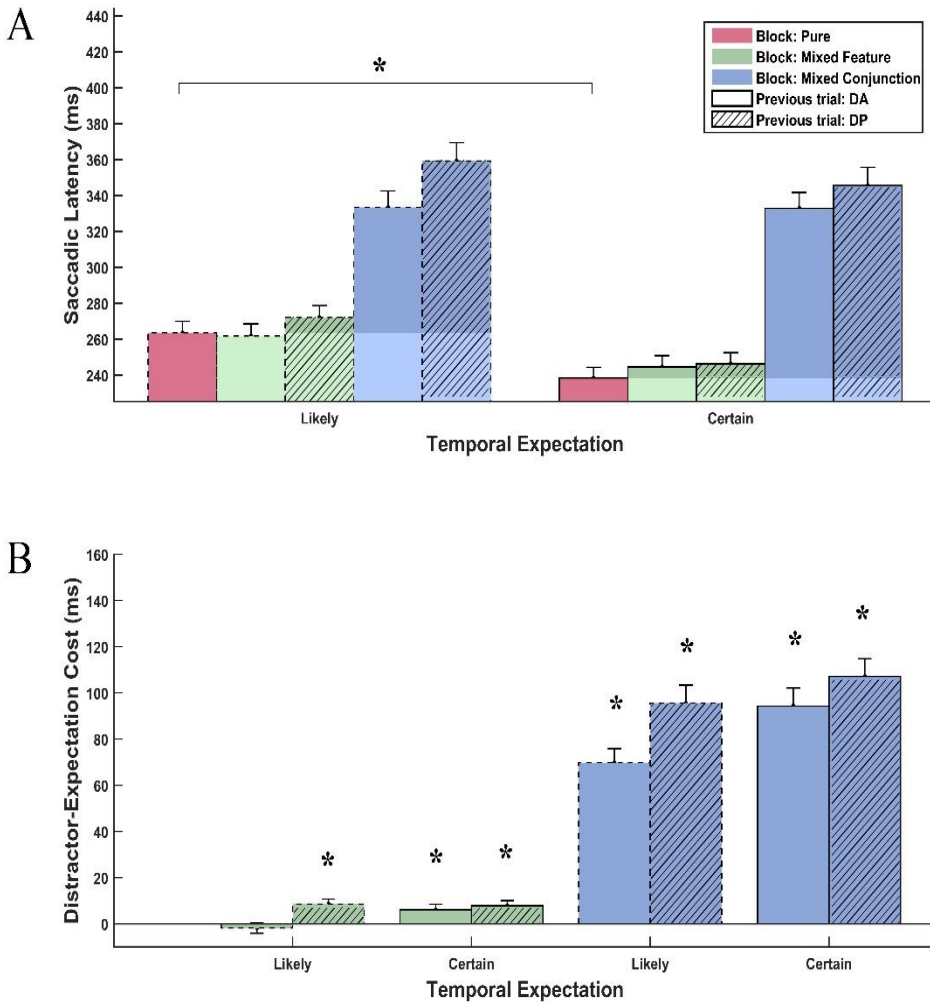 A
Saccadic Latency (ms)
440
420
400
380
360
340
320
300
280
260
240
*
Block: Pure
Block: Mixed Feature
Block: Mixed Conjunction
Previous trial: DA
Previous trial: DP
Likely
Certain
Temporal Expectation
B
Distractor-Expectation Cost (ms)
160
140
120
100
80
60
40
20
0
*
*
*
*
*
*
*
Likely
Certain
Likely
Certain
Temporal Expectation